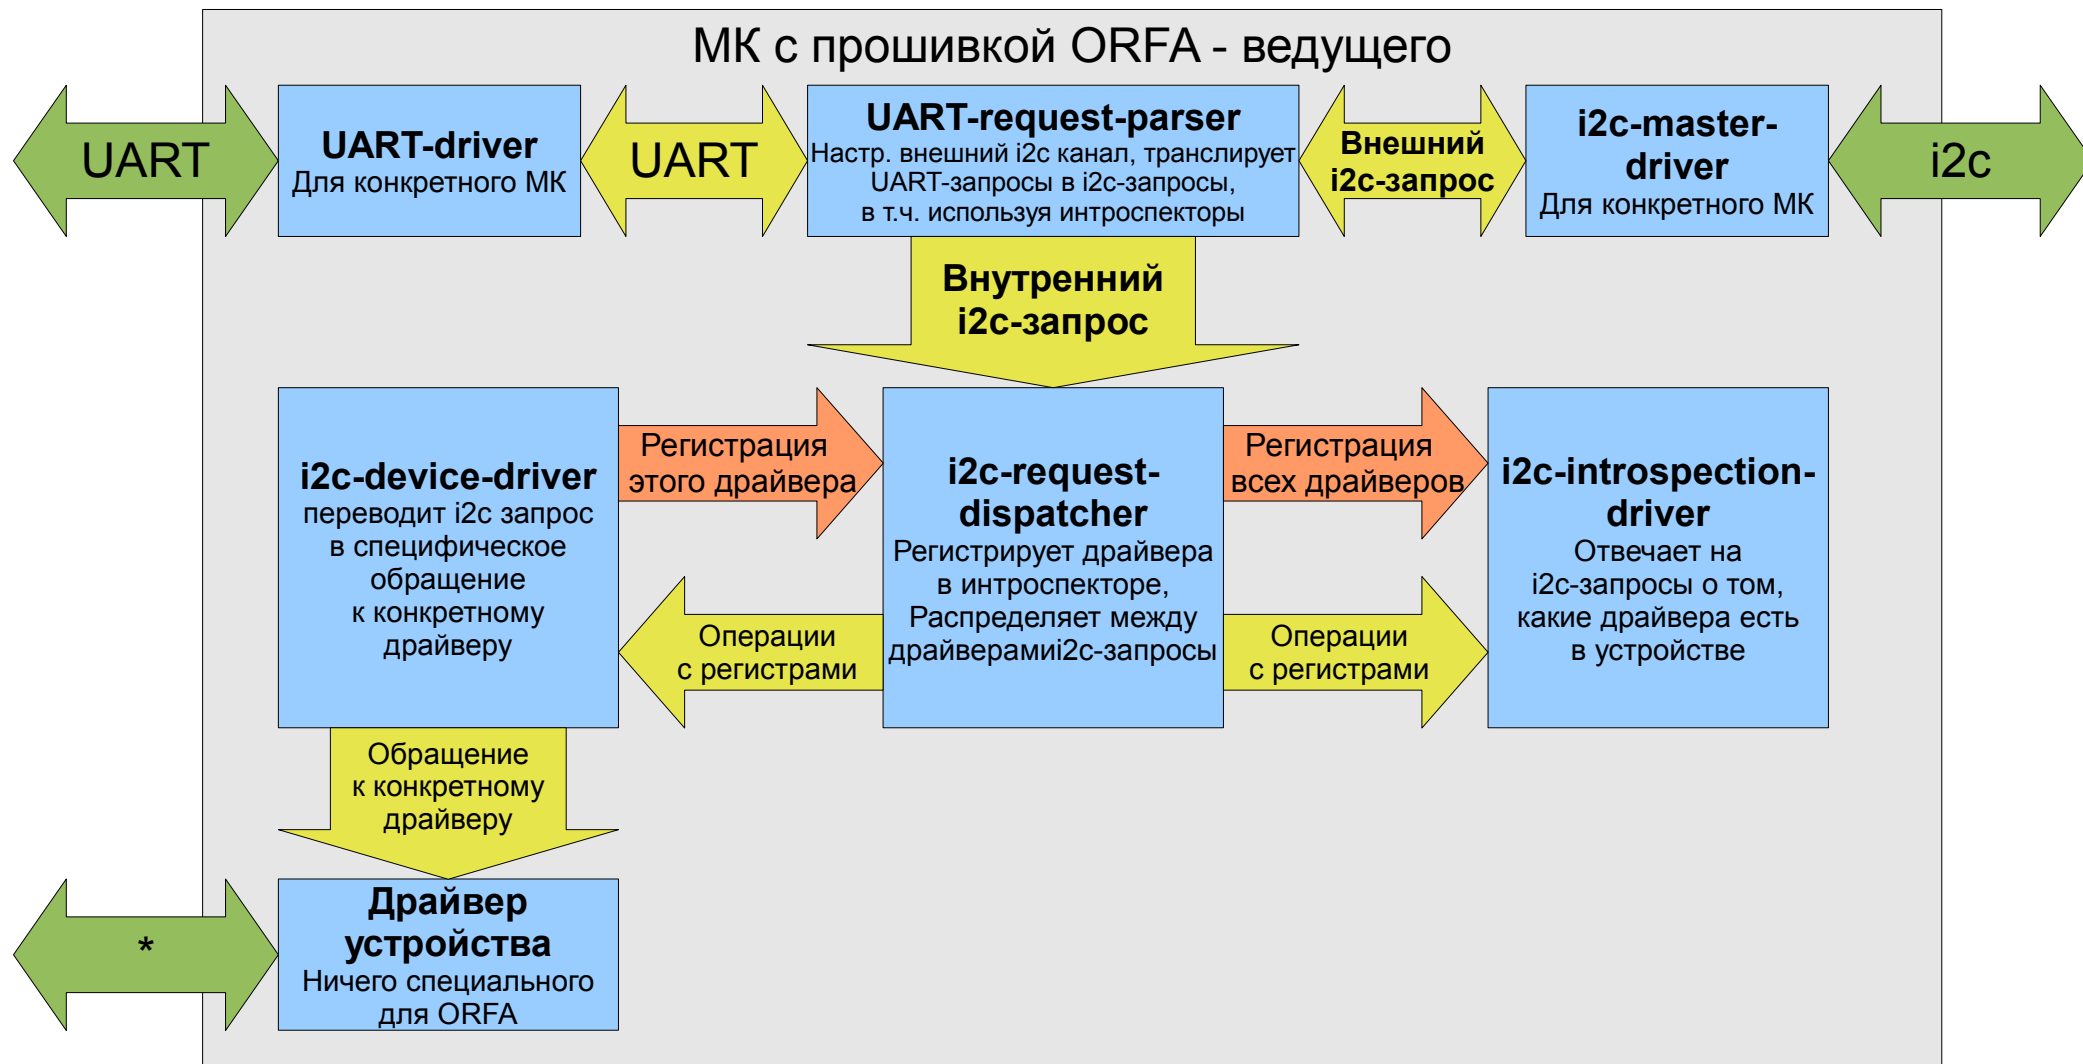 МК с прошивкой ORFA - ведущего
UART
UART-driver
Для конкретного МК
UART
UART-request-parser
Настр. внешний i2c канал, транслирует
UART-запросы в i2c-запросы,
в т.ч. используя интроспекторы
Внешний
i2c-запрос
i2c-master-
driver
Для конкретного МК
i2c
Внутренний
i2c-запрос
i2c-device-driver
переводит i2c запрос
в специфическое
обращение
к конкретному
драйверу
Регистрация
этого драйвера
Операции
с регистрами
i2c-request-
dispatcher
Регистрирует драйвера
в интроспекторе,
Распределяет между
драйверамиi2c-запросы
Регистрация
всех драйверов
Операции
с регистрами
i2c-introspection-
driver
Отвечает на
i2c-запросы о том,
какие драйвера есть
в устройстве
Обращение
к конкретному
драйверу
*
Драйвер
устройства
Ничего специального
для ORFA